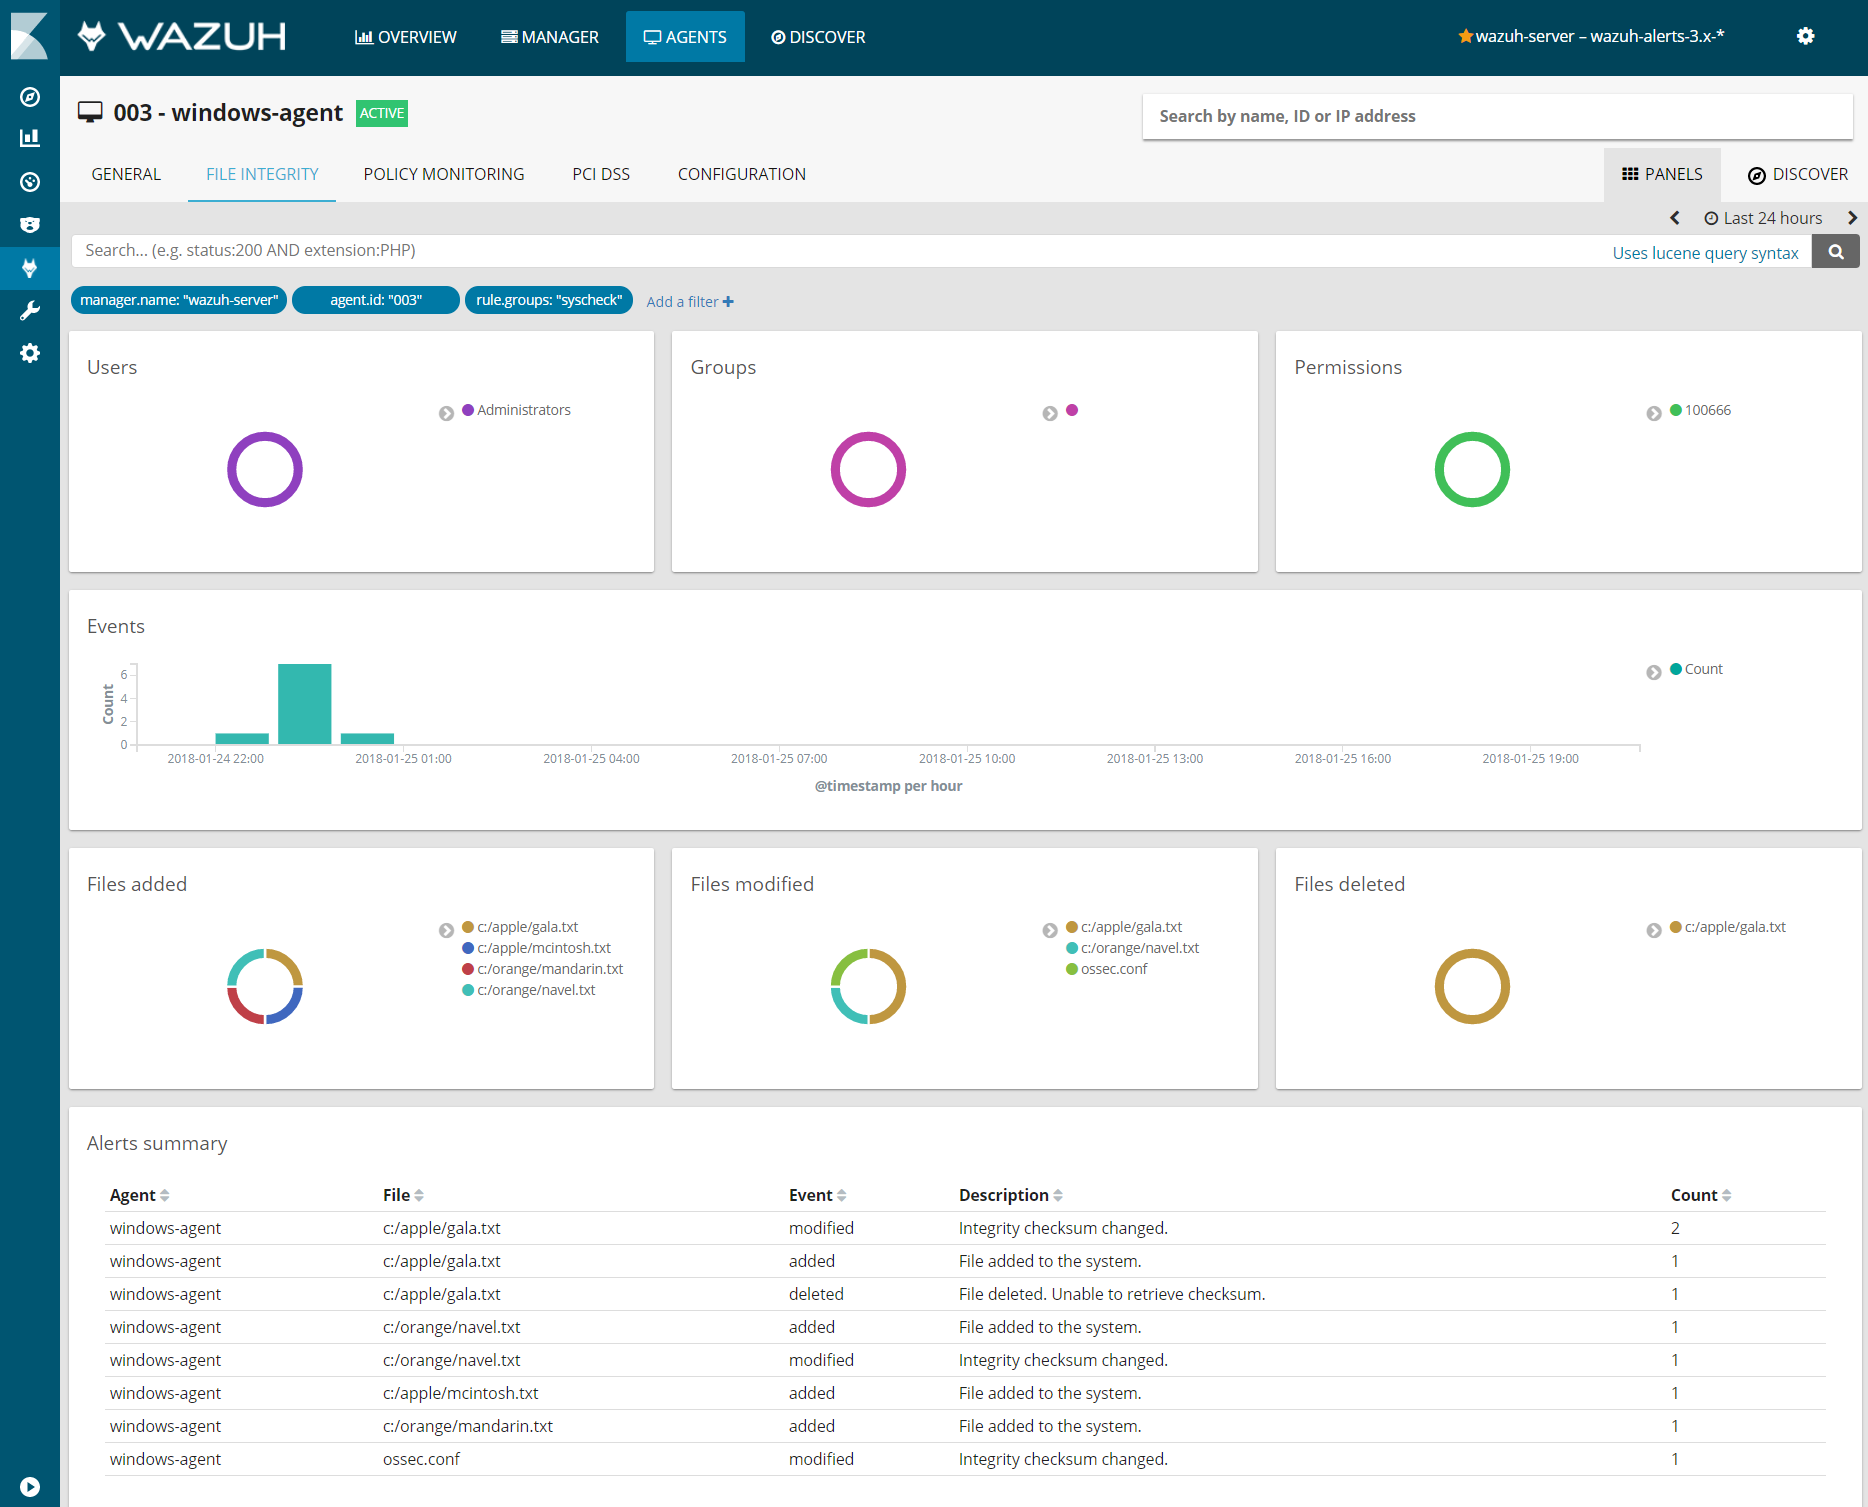 WAZUH OVERVIEW MANAGER AGENTS DISCOVER wazuh-server – wazuh-alerts-3.x-*
003 - windows-agent ACTIVE Search by name, ID or IP address
GENERAL FILE INTEGRITY POLICY MONITORING PCI DSS CONFIGURATION PANELS DISCOVER
Last 24 hours
Search... (e.g. status:200 AND extension:PHP) Uses lucene query syntax
manager.name: "wazuh-server" agent.id: "003" rule.groups: "syscheck" Add a filter +
Users Groups Permissions
Administrators 100666
Events
Count
6
4
2
0
Count
2018-01-24 22:00 2018-01-25 01:00 2018-01-25 04:00 2018-01-25 07:00 2018-01-25 10:00 2018-01-25 13:00 2018-01-25 16:00 2018-01-25 19:00
@timestamp per hour
Files added
c:/apple/gala.txt
c:/apple/mcintosh.txt
c:/orange/mandarin.txt
c:/orange/navel.txt
Files modified
c:/apple/gala.txt
c:/orange/navel.txt
ossec.conf
Files deleted
c:/apple/gala.txt
Alerts summary
Agent File Event Description Count
windows-agent c:/apple/gala.txt modified Integrity checksum changed. 2
windows-agent c:/apple/gala.txt added File added to the system. 1
windows-agent c:/apple/gala.txt deleted File deleted. Unable to retrieve checksum. 1
windows-agent c:/orange/navel.txt added File added to the system. 1
windows-agent c:/orange/navel.txt modified Integrity checksum changed. 1
windows-agent c:/apple/mcintosh.txt added File added to the system. 1
windows-agent c:/orange/mandarin.txt added File added to the system. 1
windows-agent ossec.conf modified Integrity checksum changed. 1